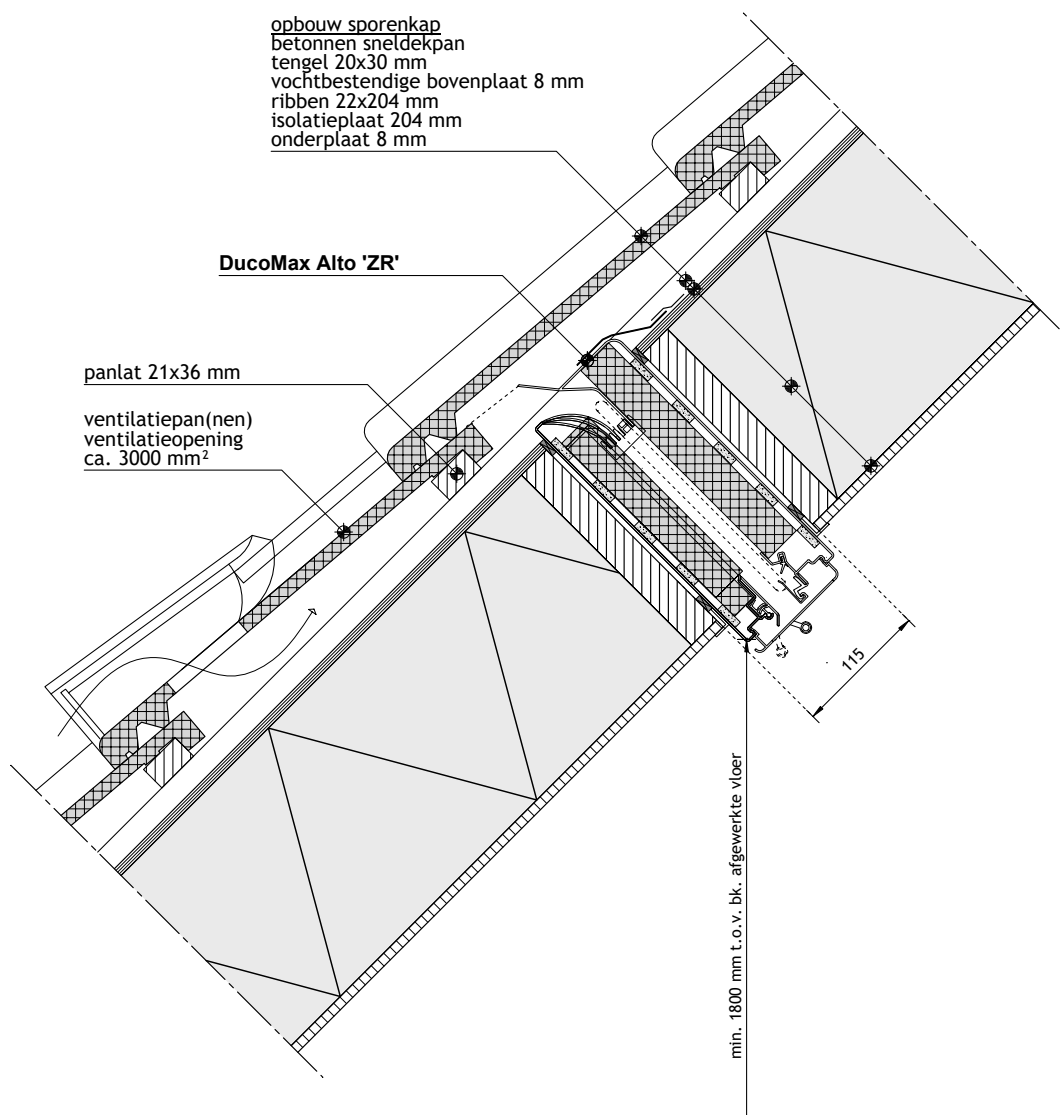 opbouw sporenkap
betonnen sneldekpan
tengel 20x30 mm
vochtbestendige bovenplaat 8 mm
ribben 22x204 mm
isolatieplaat 204 mm
onderplaat 8 mm
DucoMax Alto 'ZR'
panlat 21x36 mm
ventilatiepan(nen)
ventilatieopening
ca. 3000 mm²
115
min. 1800 mm t.o.v. bk. afgewerkte vloer